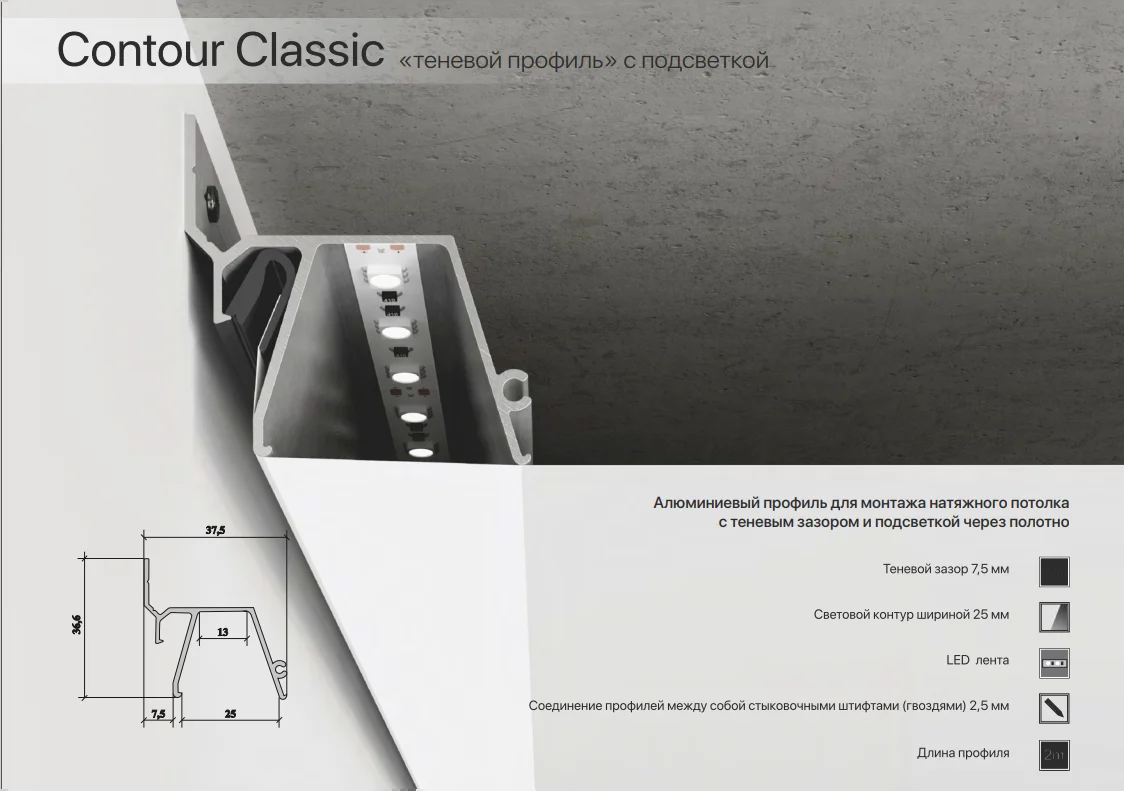 Contour Classic «теневой профиль» с подсветкой
Алюминиевый профиль для монтажа натяжного потолка
с теневым зазором и подсветкой через полотно
37,5
36,6
13
7,5
25
Теневой зазор 7,5 мм
Световой контур шириной 25 мм
LED лента
Соединение профилей между собой стыковочными штифтами (гвоздями) 2,5 мм
Длина профиля
2m